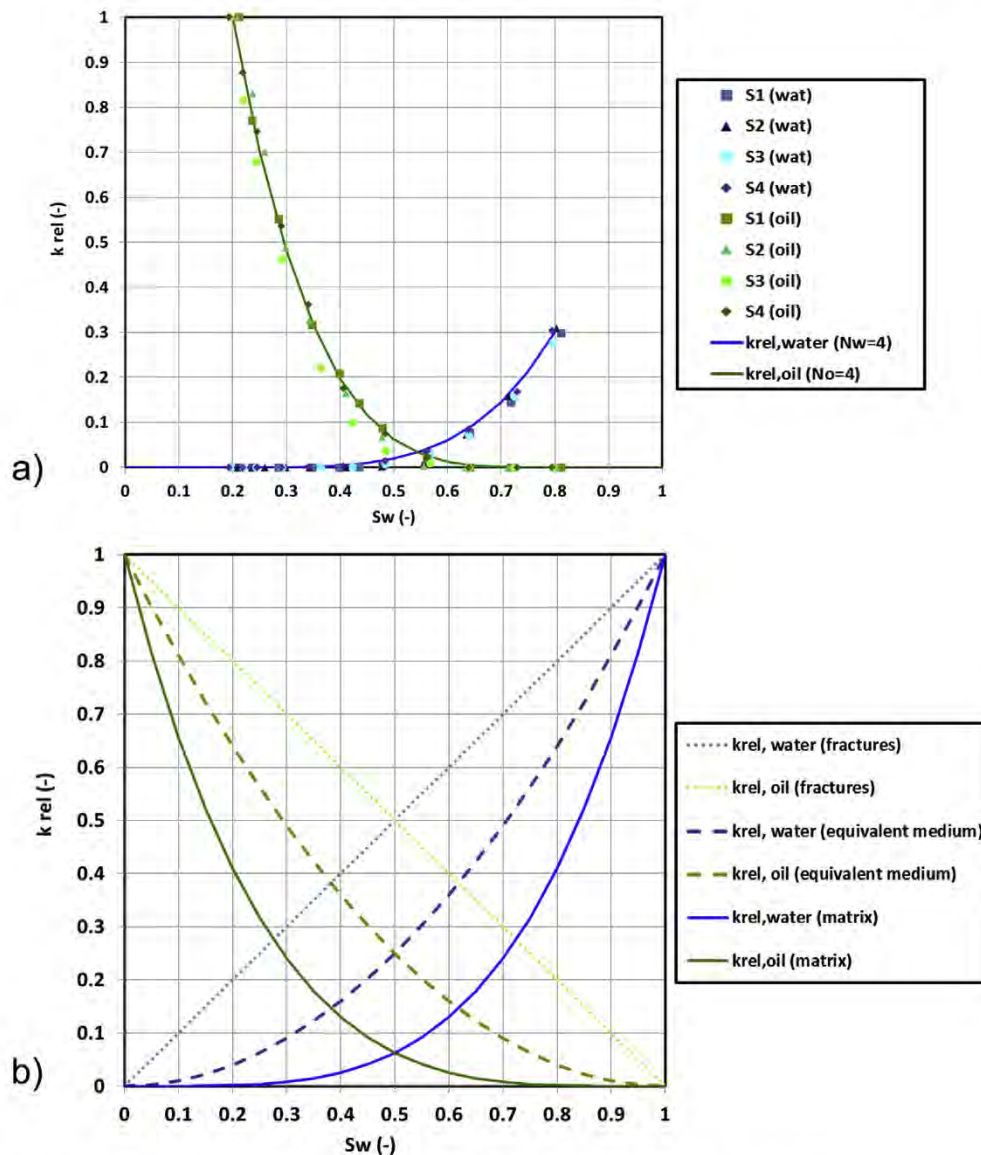 1
0.9
0.8
0.7
0.6
0.5
0.4
0.3
0.2
0.1
0
k rel (-)
0 0.1 0.2 0.3 0.4 0.5 0.6 0.7 0.8 0.9 1
Sw (-)
a)
S1 (wat)
S2 (wat)
S3 (wat)
S4 (wat)
S1 (oil)
S2 (oil)
S3 (oil)
S4 (oil)
krel,water (Nw=4)
krel,oil (No=4)
1
0.9
0.8
0.7
0.6
0.5
0.4
0.3
0.2
0.1
0
k rel (-)
0 0.1 0.2 0.3 0.4 0.5 0.6 0.7 0.8 0.9 1
Sw (-)
b)
krel, water (fractures)
krel, oil (fractures)
krel, water (equivalent medium)
krel, oil (equivalent medium)
krel,water (matrix)
krel,oil (matrix)